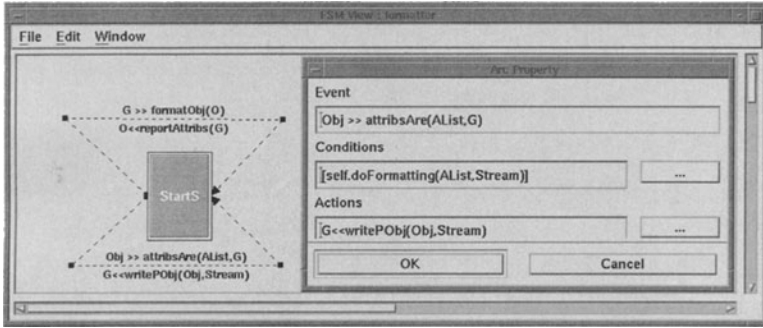 FSM View : formatter
File Edit Window
G >> formatObj(O)
O<<reportAttribs(G)
StartS
Obj >> attribsAre(AList,G)
G<<writePObj(Obj,Stream)
Arc Property
Event
Obj >> attribsAre(AList,G)
Conditions
[self.doFormatting(AList,Stream)]
...
Actions
G<<writePObj(Obj,Stream)
...
OK Cancel